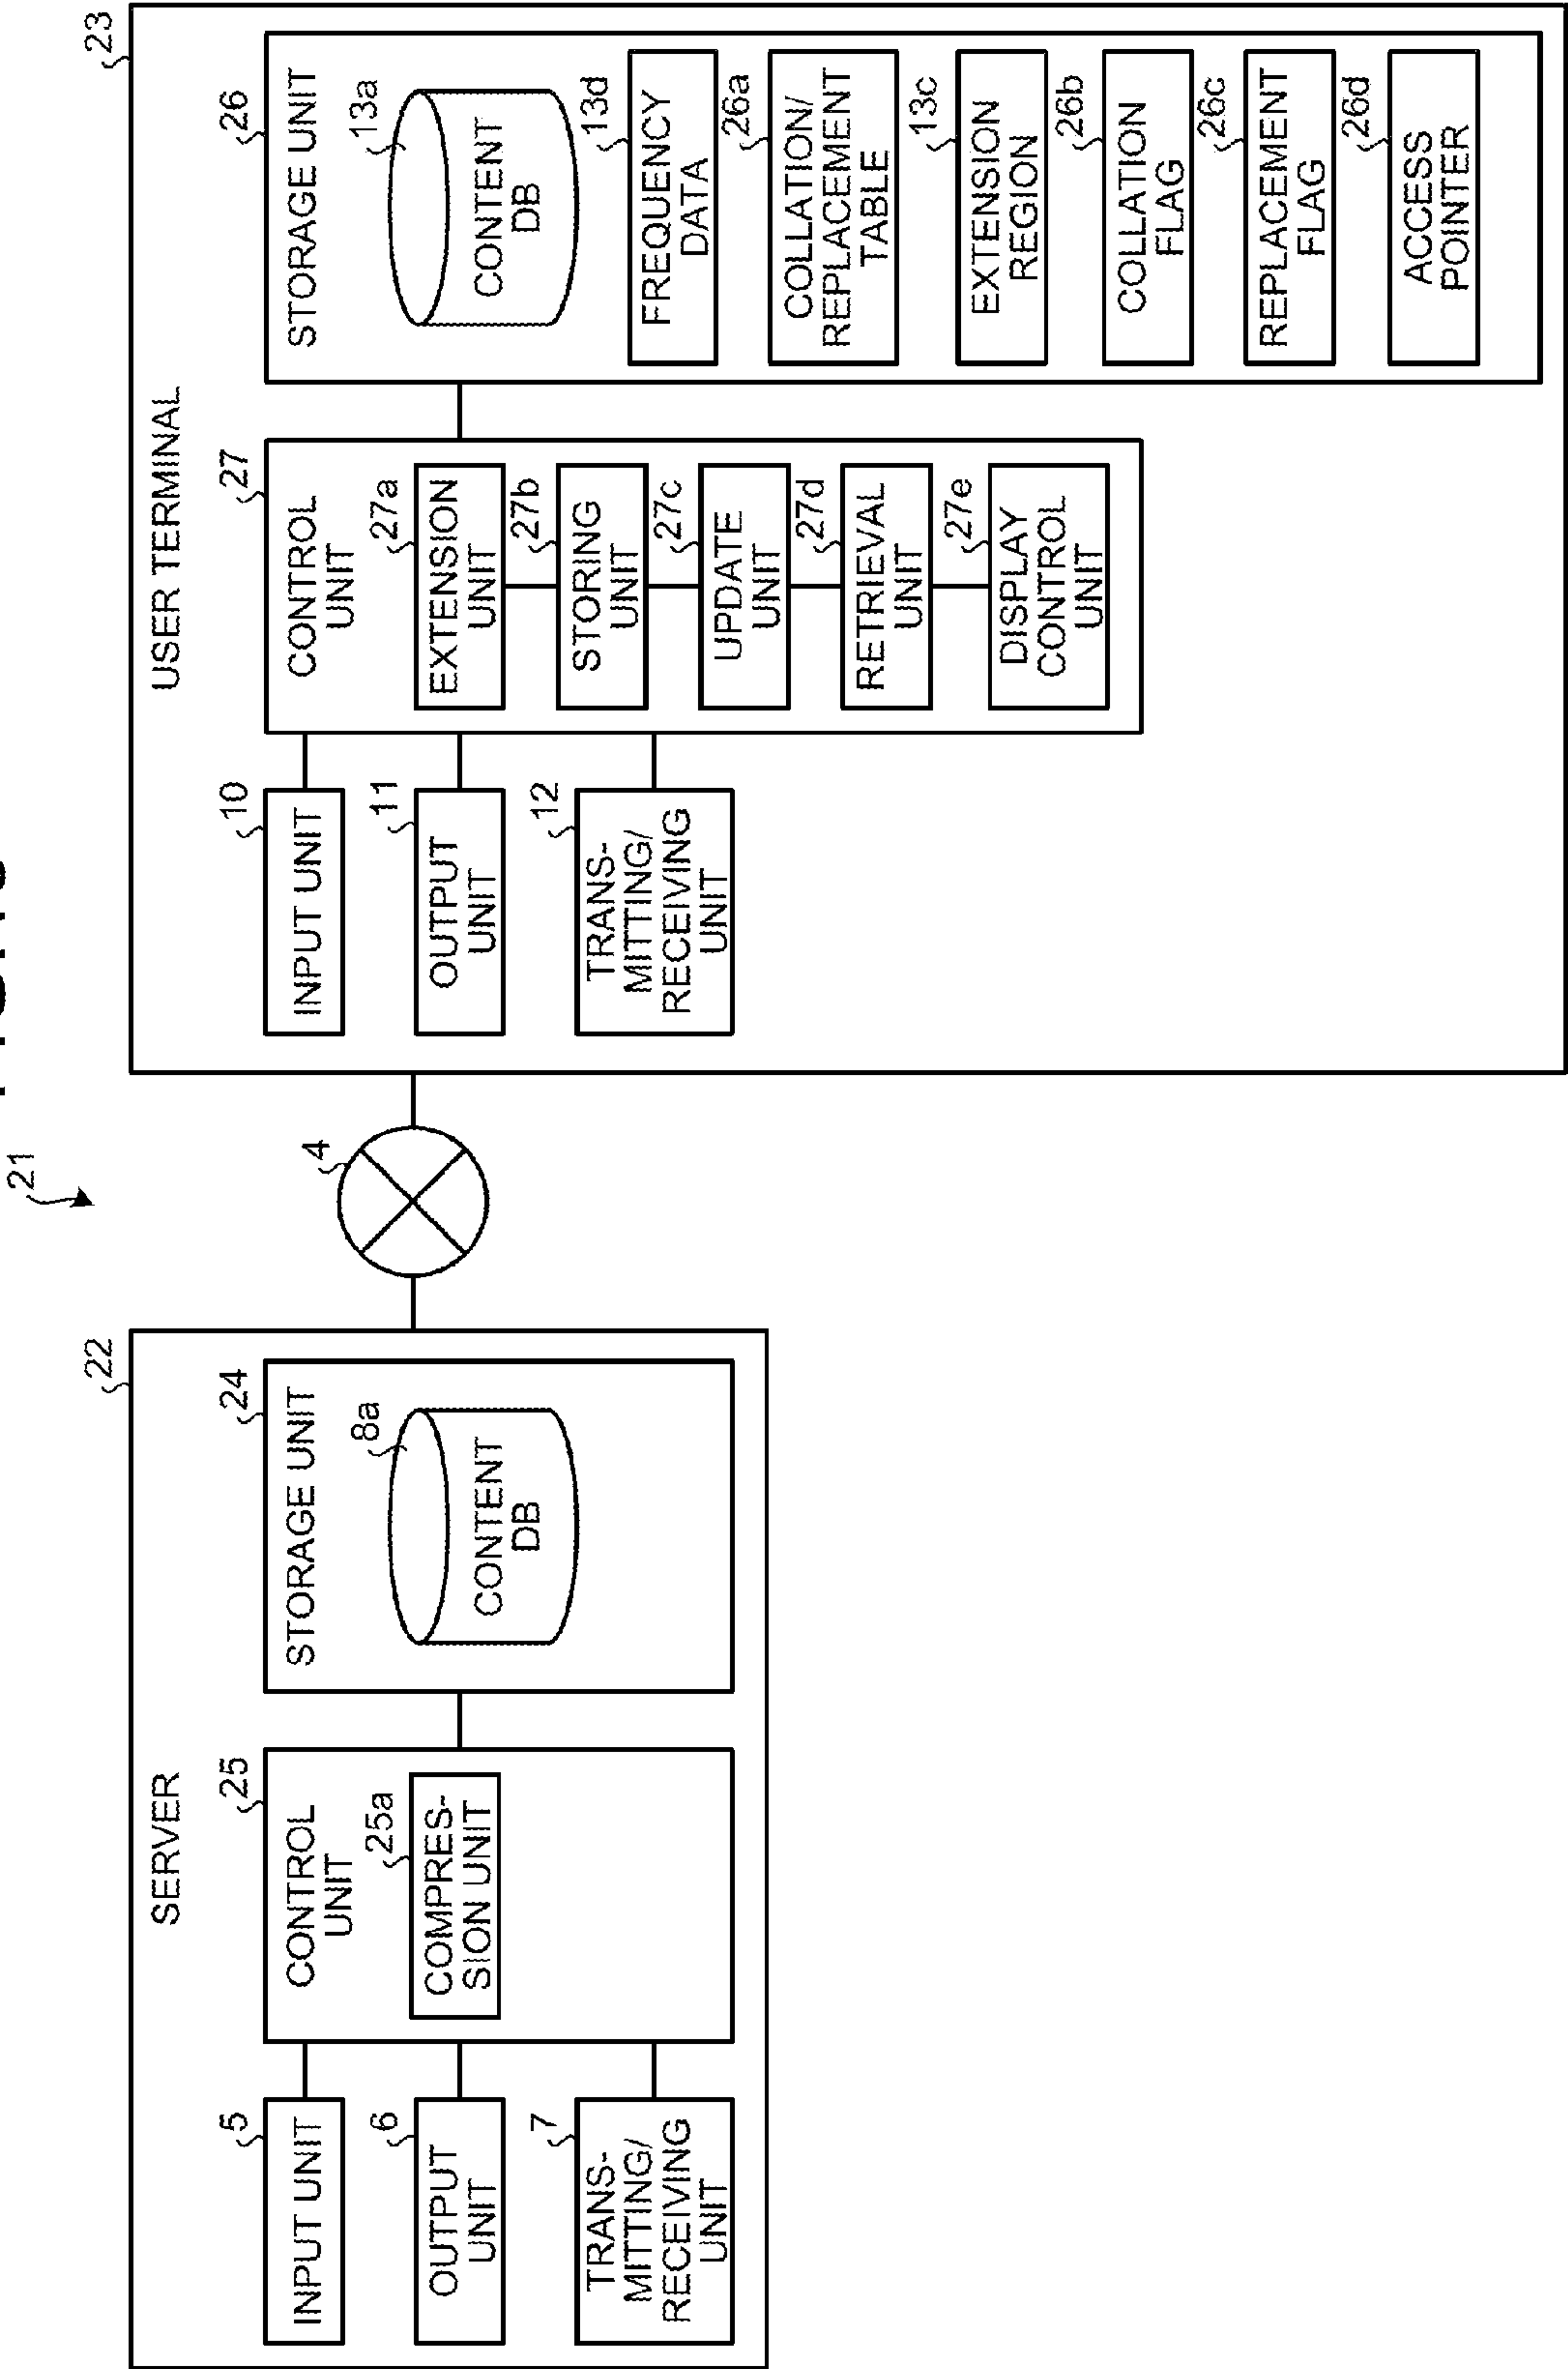 21
22
SERVER
5
INPUT UNIT
6
OUTPUT
UNIT
7
TRANS-
MITTING/
RECEIVING
UNIT
25
CONTROL
UNIT
25a
COMPRES-
SION UNIT
24
STORAGE UNIT
8a
CONTENT
DB
4
23
USER TERMINAL
10
INPUT UNIT
11
OUTPUT
UNIT
12
TRANS-
MITTING/
RECEIVING
UNIT
27
CONTROL
UNIT
27a
EXTENSION
UNIT
27b
STORING
UNIT
27c
UPDATE
UNIT
27d
RETRIEVAL
UNIT
27e
DISPLAY
CONTROL
UNIT
26
STORAGE UNIT
13a
CONTENT
DB
13d
FREQUENCY
DATA
26a
COLLATION/
REPLACEMENT
TABLE
13c
EXTENSION
REGION
26b
COLLATION
FLAG
26c
REPLACEMENT
FLAG
26d
ACCESS
POINTER